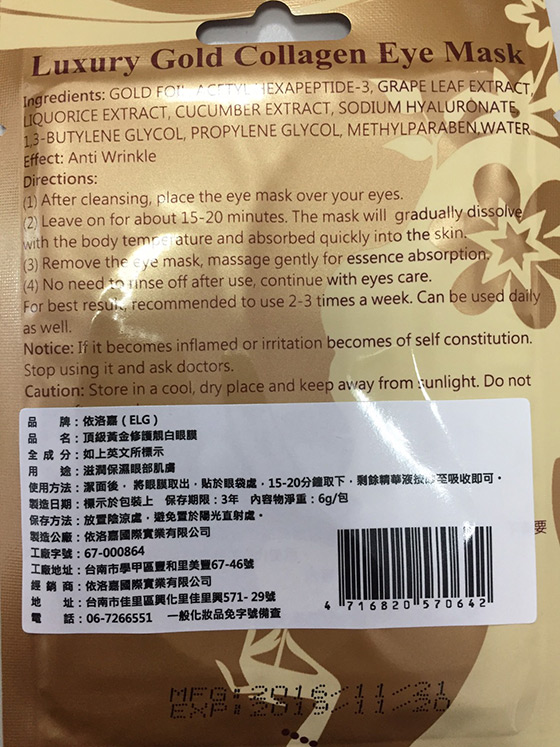 Luxury Gold Collagen Eye Mask
Ingredients: GOLD FOIL, ACETYL HEXAPEPTIDE-3, GRAPE LEAF EXTRACT,
LIQUORICE EXTRACT, CUCUMBER EXTRACT, SODIUM HYALURONATE,
1,3-BUTYLENE GLYCOL, PROPYLENE GLYCOL, METHYLPARABEN,WATER
Effect: Anti Wrinkle
Directions:
(1) After cleansing, place the eye mask over your eyes.
(2) Leave on for about 15-20 minutes. The mask will gradually dissolve
with the body temperature and absorbed quickly into the skin.
(3) Remove the eye mask, massage gently for essence absorption.
(4) No need to rinse off after use, continue with eyes care.
For best result, recommended to use 2-3 times a week. Can be used daily
as well.
Notice: If it becomes inflamed or irritation becomes of self constitution.
Stop using it and ask doctors.
Caution: Store in a cool, dry place and keep away from sunlight. Do not
品 牌：依洛嘉 ( ELG )
品 名：頂級黃金修護靚白眼膜
全 成 分：如上英文所標示
用 途：滋潤保濕眼部肌膚
使用方法：潔面後，將眼膜取出，貼於眼袋處，15-20分鐘取下，剩餘精華液按摩至吸收即可。
製造日期：標示於包裝上 保存期限：3年 內容物淨重：6g/包
保存方法：放置陰涼處，避免置於陽光直射處。
製造公廠：依洛嘉國際實業有限公司
工廠字號：67-000864
工廠地址：台南市學甲區豐和里美豐67-46號
經 銷 商：依洛嘉國際實業有限公司
地 址：台南市佳里區興化里佳里興571- 29號
電 話：06-7266551 一般化妝品免字號備查
要
4 716820 570642
MFG: 2016/11/21
EXP: 2019/11/20